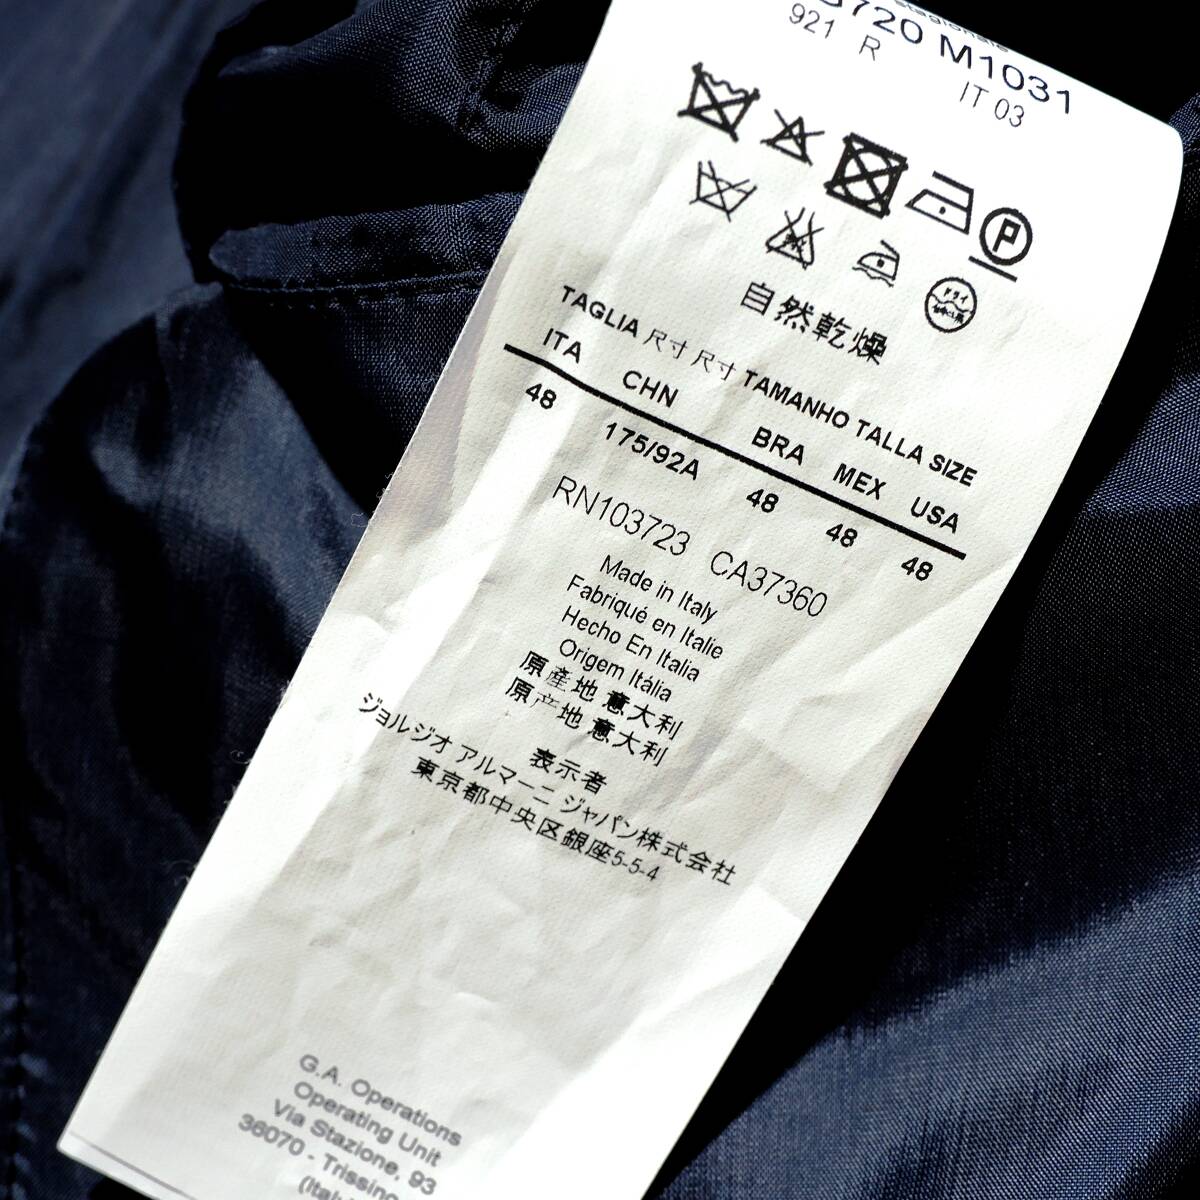 720 M1031
921 R IT 03
P
ドライ
自然乾燥
TAGLIA 尺寸 尺寸 TAMANHO TALLA SIZE
ITA CHN BRA MEX USA
48 175/92A 48 48 48
RN103723 CA37360
Made in Italy
Fabriqué en Italie
Hecho En Italia
Origem Itália
原產地 意大利
原产地 意大利
表示者
ジョルジオ アルマーニ ジャパン株式会社
東京都中央区銀座5-5-4
G.A. Operations
Operating Unit
Via Stazione, 93
36070 - Trissino